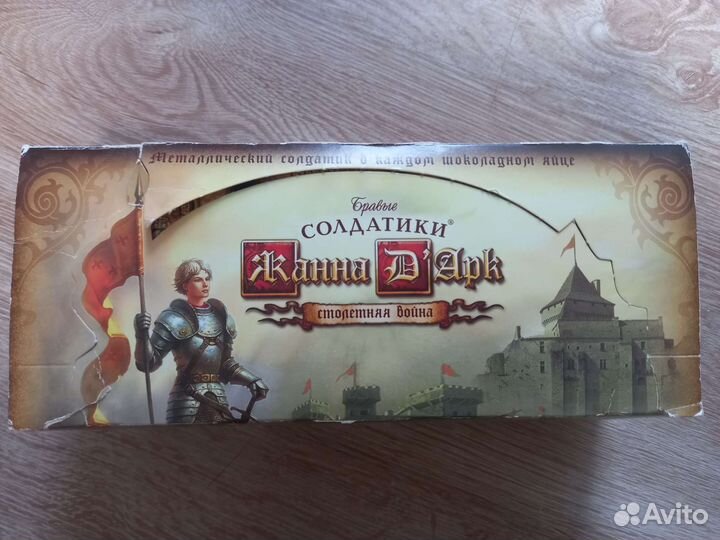 Металлический солдатик в каждом шоколадном яйце
Бравые
СОЛДАТИКИ®
Жанна Д'Арк
столетняя война
Avito